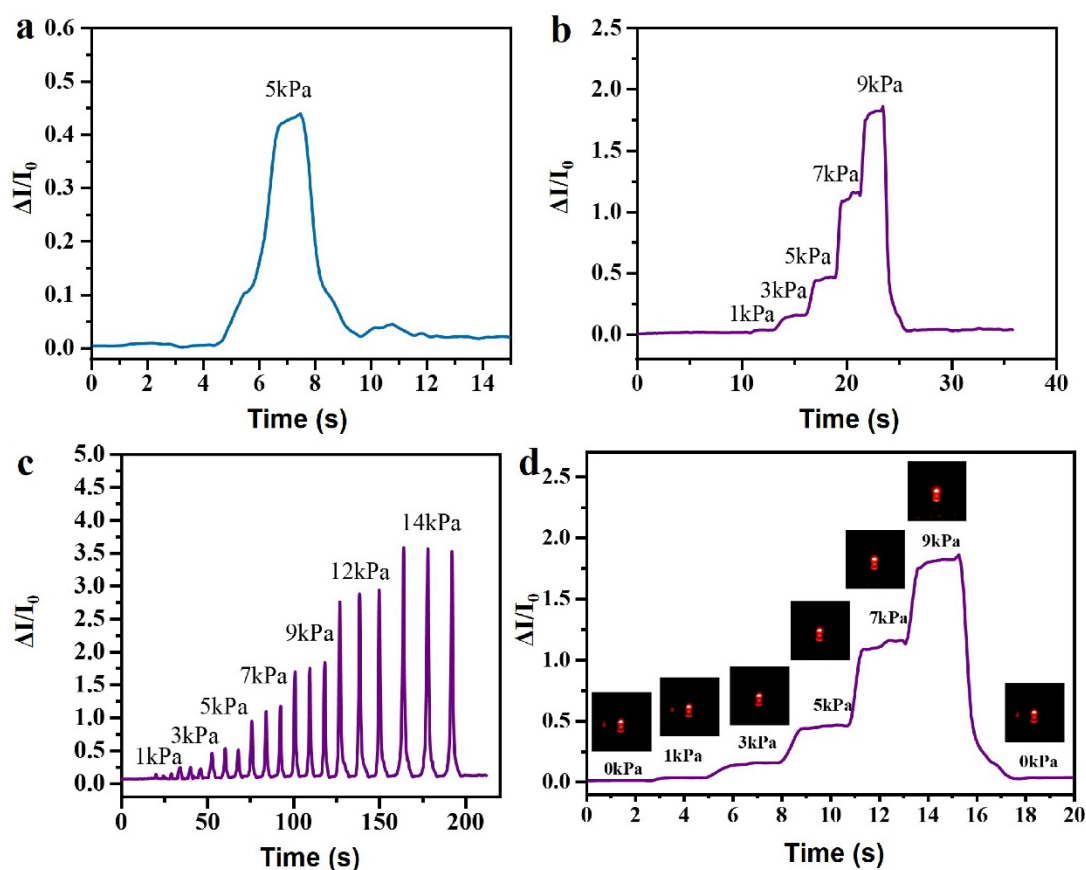 a
0.6
0.5
0.4
0.3
0.2
0.1
0.0
ΔI/I0
5kPa
0 2 4 6 8 10 12 14
Time (s)
b
2.5
2.0
1.5
1.0
0.5
0.0
ΔI/I0
9kPa
7kPa
5kPa
3kPa
1kPa
0 10 20 30 40
Time (s)
c
5.0
4.5
4.0
3.5
3.0
2.5
2.0
1.5
1.0
0.5
0.0
ΔI/I0
14kPa
12kPa
9kPa
7kPa
5kPa
3kPa
1kPa
0 50 100 150 200
Time (s)
d
2.5
2.0
1.5
1.0
0.5
0.0
ΔI/I0
9kPa
7kPa
5kPa
3kPa
1kPa
0kPa
0kPa
0 2 4 6 8 10 12 14 16 18 20
Time (s)